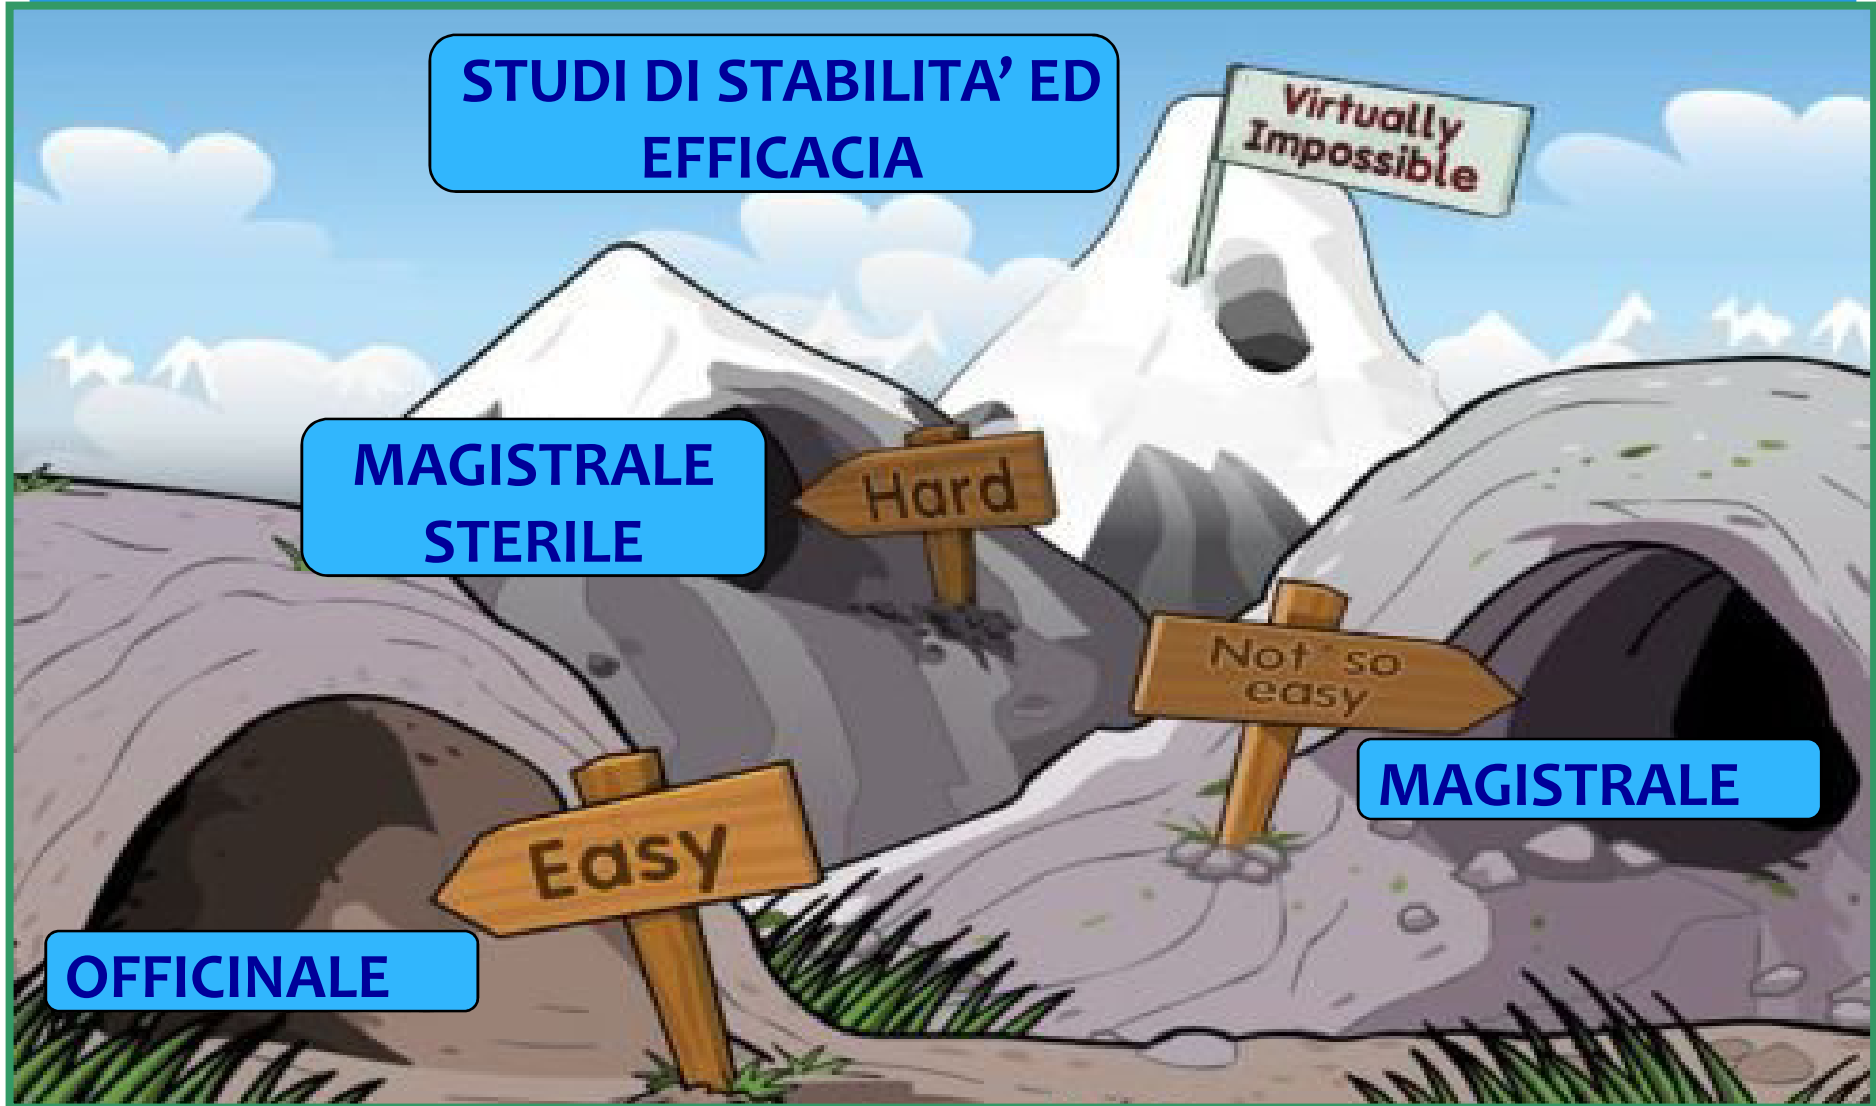 STUDI DI STABILITA’ ED
EFFICACIA
Virtually
Impossible
MAGISTRALE
STERILE
Hard
Not so
easy
MAGISTRALE
Easy
OFFICINALE